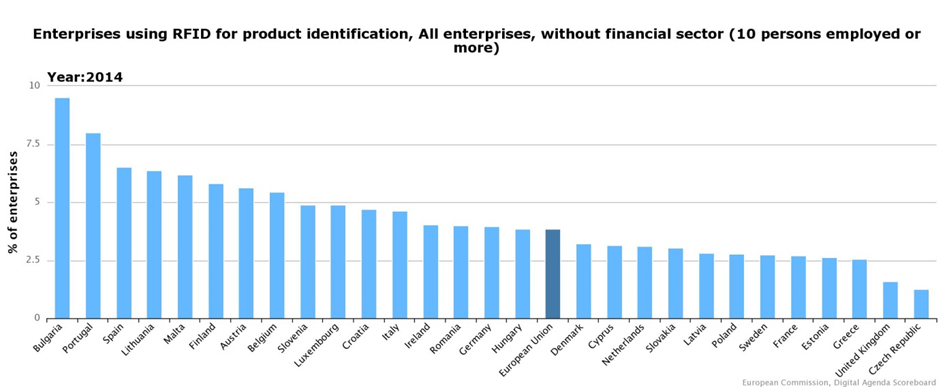 Enterprises using RFID for product identification, All enterprises, without financial sector (10 persons employed or
more)
Year:2014
% of enterprises
10
7.5
5
2.5
0
Bulgaria
Portugal
Spain
Lithuania
Malta
Finland
Austria
Belgium
Slovenia
Luxembourg
Croatia
Italy
Ireland
Romania
Germany
Hungary
European Union
Denmark
Cyprus
Netherlands
Slovakia
Latvia
Poland
Sweden
France
Estonia
Greece
United Kingdom
Czech Republic
European Commission, Digital Agenda Scoreboard